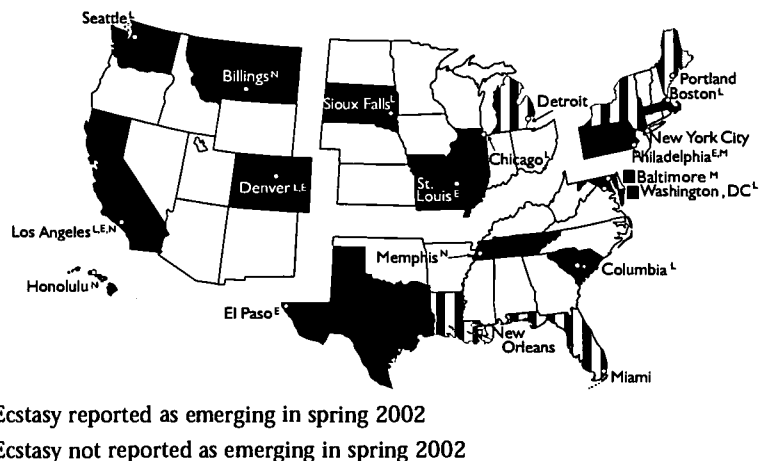 Seattle L
Billings N
Sioux Falls L
Detroit
Portland
Boston L
New York City
Philadelphia E,M
Baltimore M
Washington, DC L
Chicago L
Denver L,E
St.
Louis E
Los Angeles L,E,N
Memphis N
Columbia L
Honolulu N
El Paso E
New
Orleans
Miami
Ecstasy reported as emerging in spring 2002
Ecstasy not reported as emerging in spring 2002